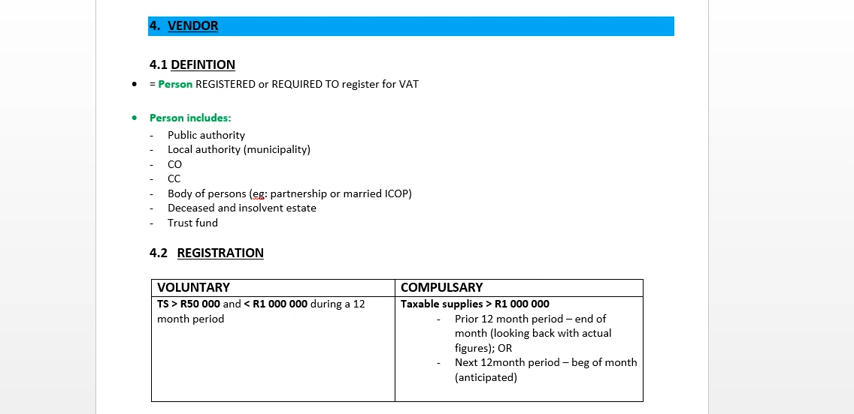 4. VENDOR
4.1 DEFINTION
• = Person REGISTERED or REQUIRED TO register for VAT
• Person includes:
- Public authority
- Local authority (municipality)
- CO
- CC
- Body of persons (eg: partnership or married ICOP)
- Deceased and insolvent estate
- Trust fund
4.2 REGISTRATION
VOLUNTARY
TS > R50 000 and < R1 000 000 during a 12
month period
COMPULSARY
Taxable supplies > R1 000 000
- Prior 12 month period – end of
month (looking back with actual
figures); OR
- Next 12month period – beg of month
(anticipated)